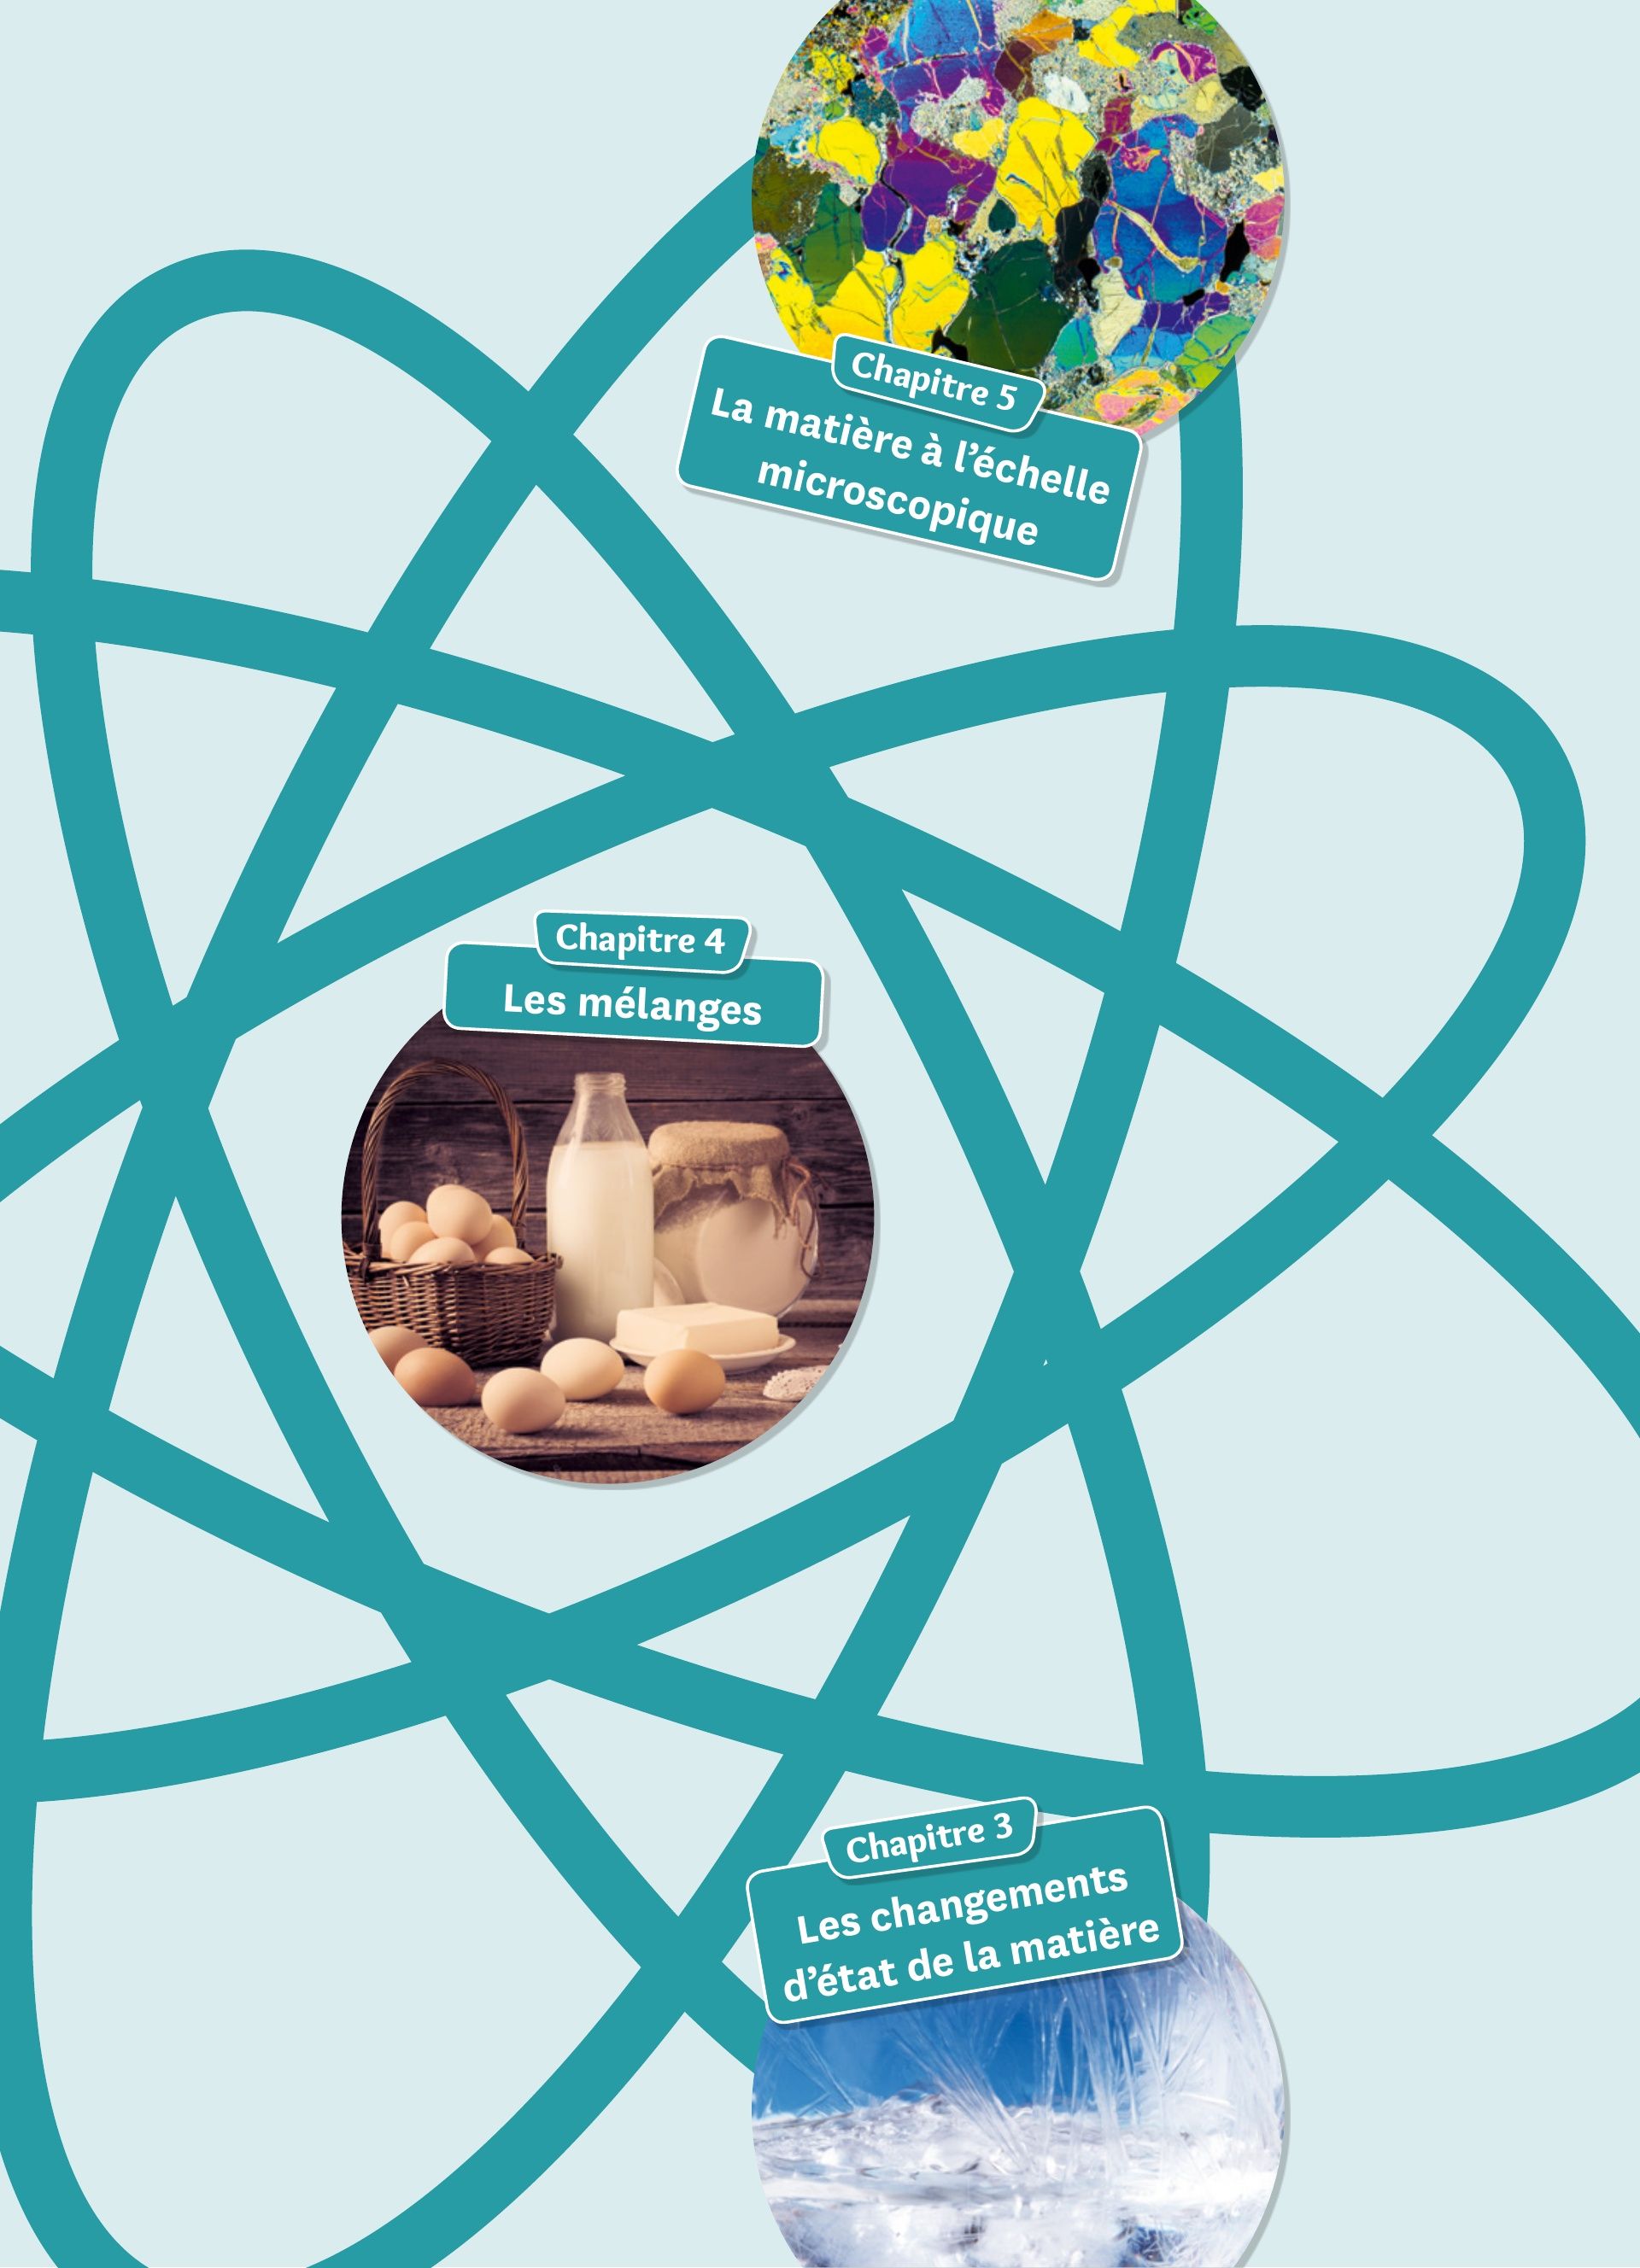 Chapitre 5
La matière à l’échelle
microscopique
Chapitre 4
Les mélanges
Chapitre 3
Les changements
d’état de la matière